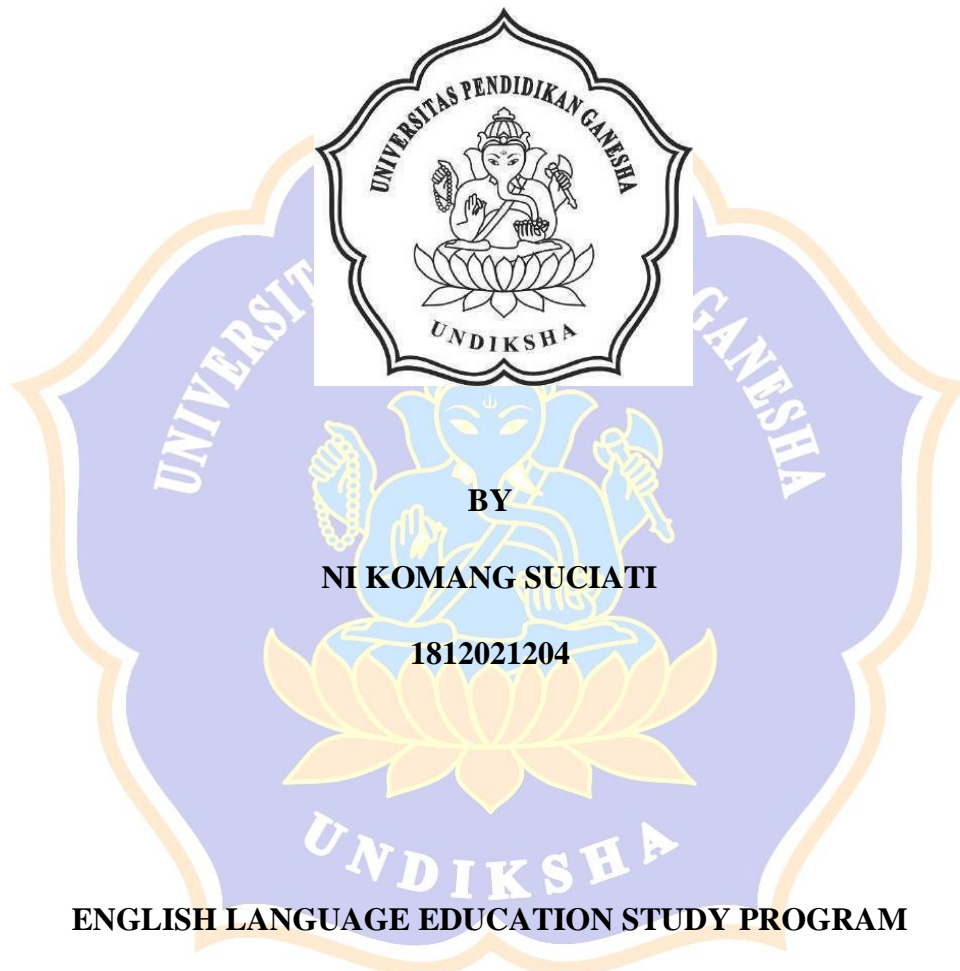 UNIVERSITAS PENDIDIKAN GANESHA
UNDIKSHA
BY
NI KOMANG SUCIATI
1812021204
UNDIKSHA
ENGLISH LANGUAGE EDUCATION STUDY PROGRAM